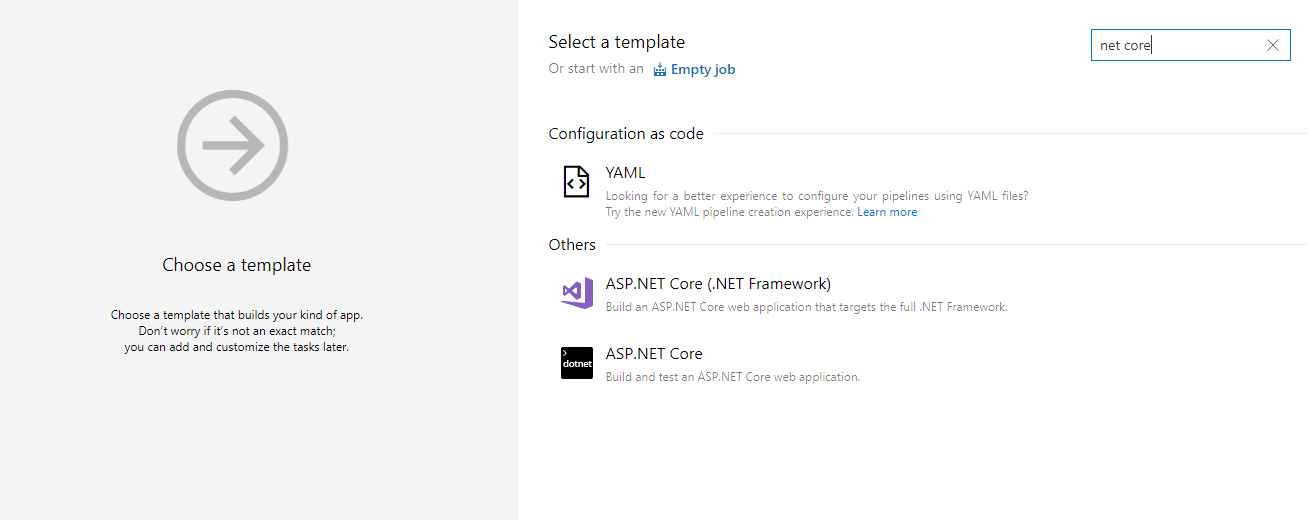 Select a template
net core
Or start with an Empty job
Configuration as code
YAML
Looking for a better experience to configure your pipelines using YAML files?
Try the new YAML pipeline creation experience. Learn more
Others
ASP.NET Core (.NET Framework)
Build an ASP.NET Core web application that targets the full .NET Framework.
dotnet
ASP.NET Core
Build and test an ASP.NET Core web application.
Choose a template
Choose a template that builds your kind of app.
Don't worry if it's not an exact match;
you can add and customize the tasks later.